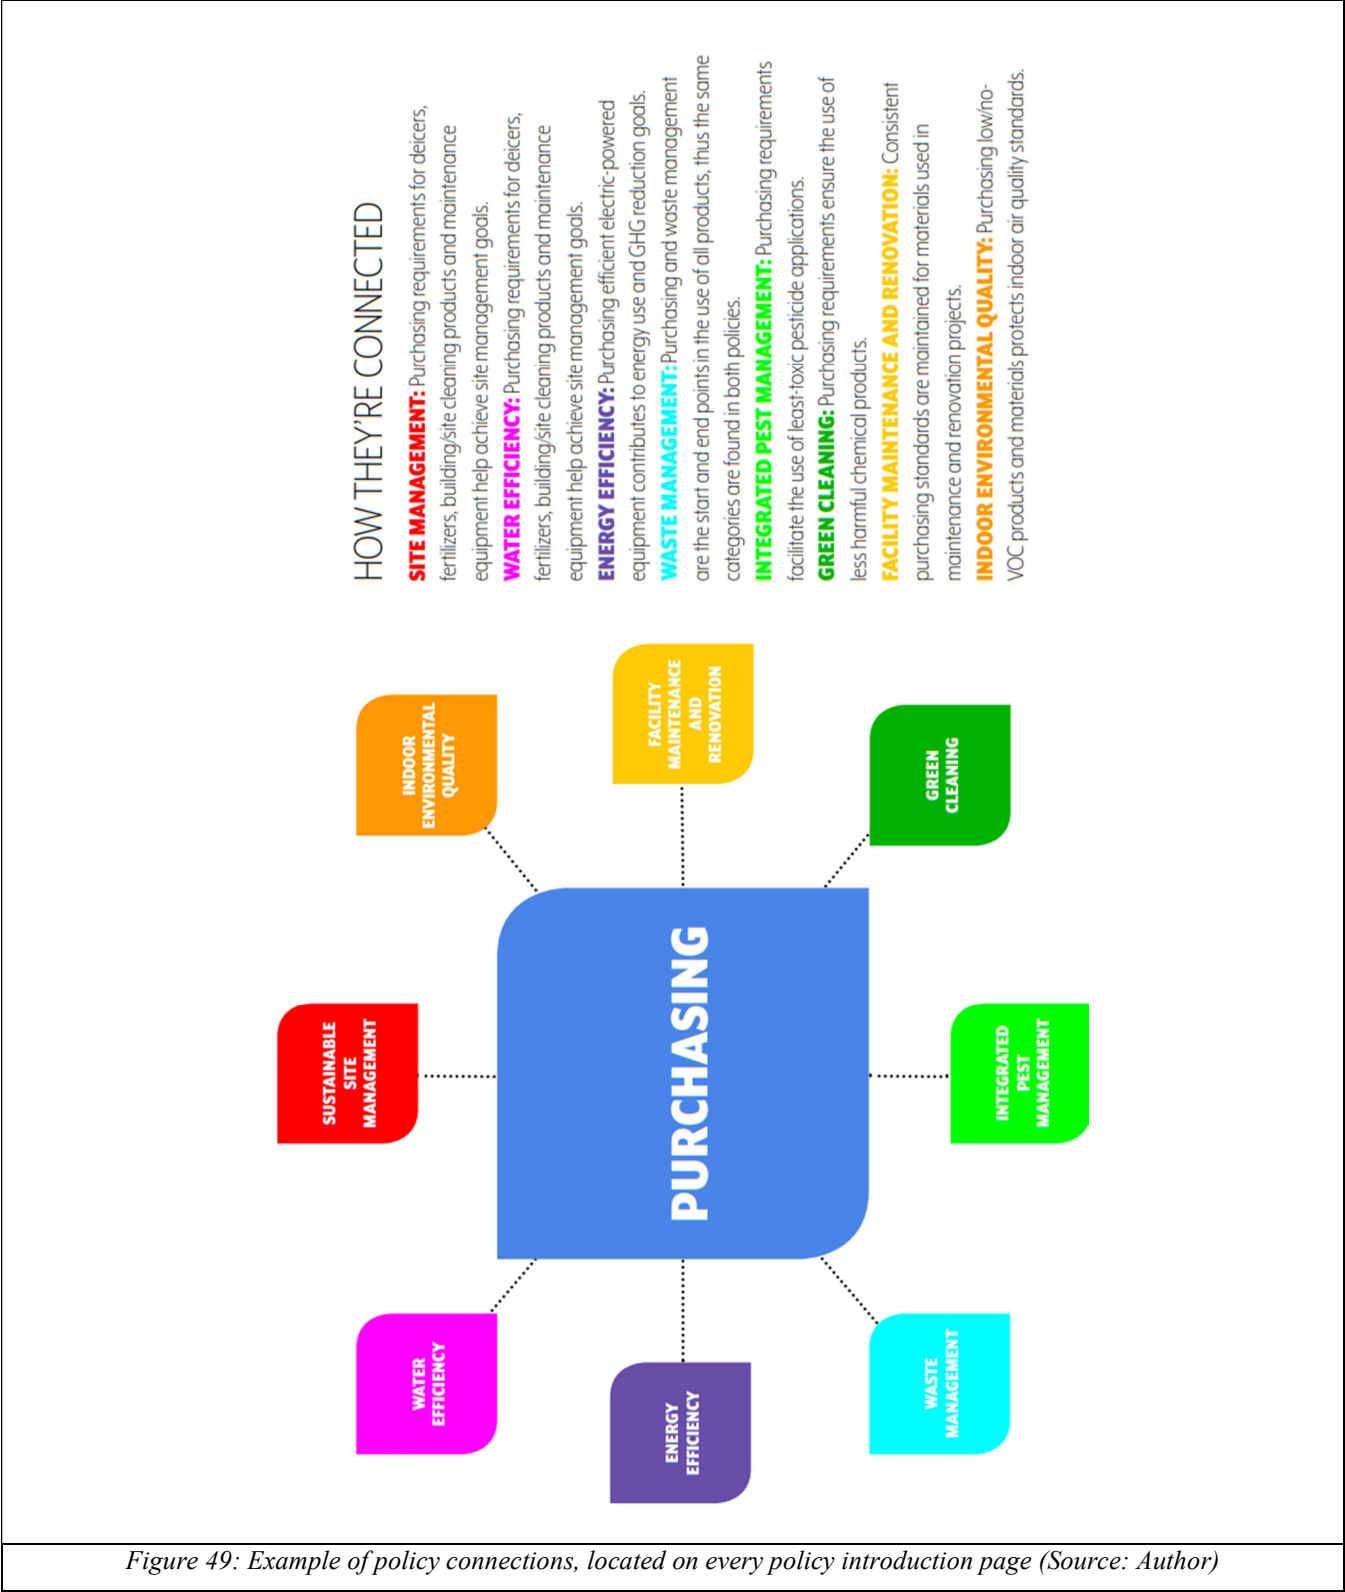 SUSTAINABLE
SITE
MANAGEMENT
WATER
EFFICIENCY
INDOOR
ENVIRONMENTAL
QUALITY
ENERGY
EFFICIENCY
PURCHASING
FACILITY
MAINTENANCE
AND
RENOVATION
WASTE
MANAGEMENT
GREEN
CLEANING
INTEGRATED
PEST
MANAGEMENT
HOW THEY'RE CONNECTED
SITE MANAGEMENT: Purchasing requirements for deicers,
fertilizers, building/site cleaning products and maintenance
equipment help achieve site management goals.
WATER EFFICIENCY: Purchasing requirements for deicers,
fertilizers, building/site cleaning products and maintenance
equipment help achieve site management goals.
ENERGY EFFICIENCY: Purchasing efficient electric-powered
equipment contributes to energy use and GHG reduction goals.
WASTE MANAGEMENT: Purchasing and waste management
are the start and end points in the use of all products, thus the same
categories are found in both policies.
INTEGRATED PEST MANAGEMENT: Purchasing requirements
facilitate the use of least-toxic pesticide applications.
GREEN CLEANING: Purchasing requirements ensure the use of
less harmful chemical products.
FACILITY MAINTENANCE AND RENOVATION: Consistent
purchasing standards are maintained for materials used in
maintenance and renovation projects.
INDOOR ENVIRONMENTAL QUALITY: Purchasing low/no-
VOC products and materials protects indoor air quality standards.
Figure 49: Example of policy connections, located on every policy introduction page (Source: Author)